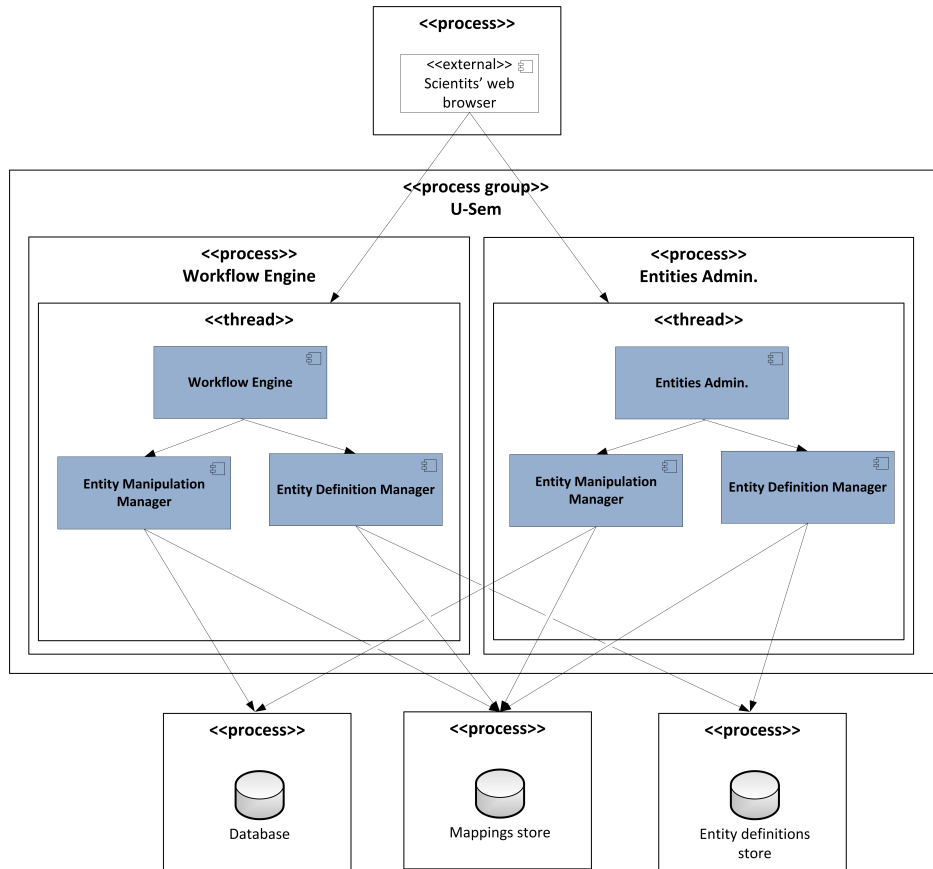 <<process>>
<<external>>
Scientits’ web
browser
<<process group>>
U-Sem
<<process>>
Workflow Engine
<<thread>>
Workflow Engine
Entity Manipulation
Manager
Entity Definition Manager
<<process>>
Entities Admin.
<<thread>>
Entities Admin.
Entity Manipulation
Manager
Entity Definition Manager
<<process>>
Database
<<process>>
Mappings store
<<process>>
Entity definitions
store